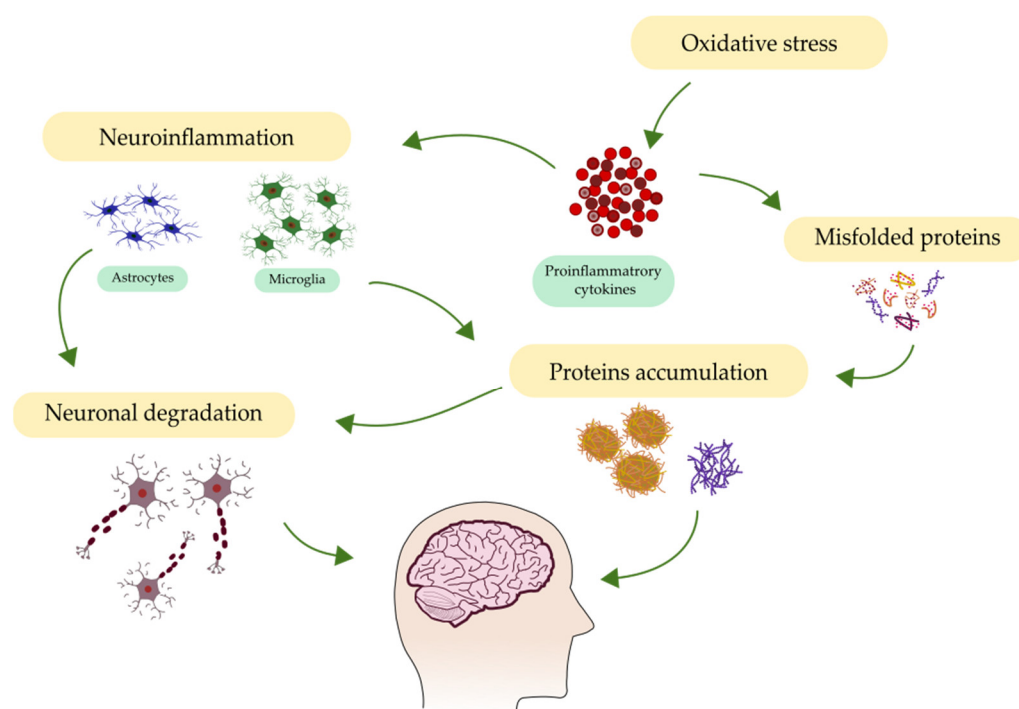 Oxidative stress
Neuroinflammation
Astrocytes
Microglia
Proinflammatrory
cytokines
Misfolded proteins
Proteins accumulation
Neuronal degradation